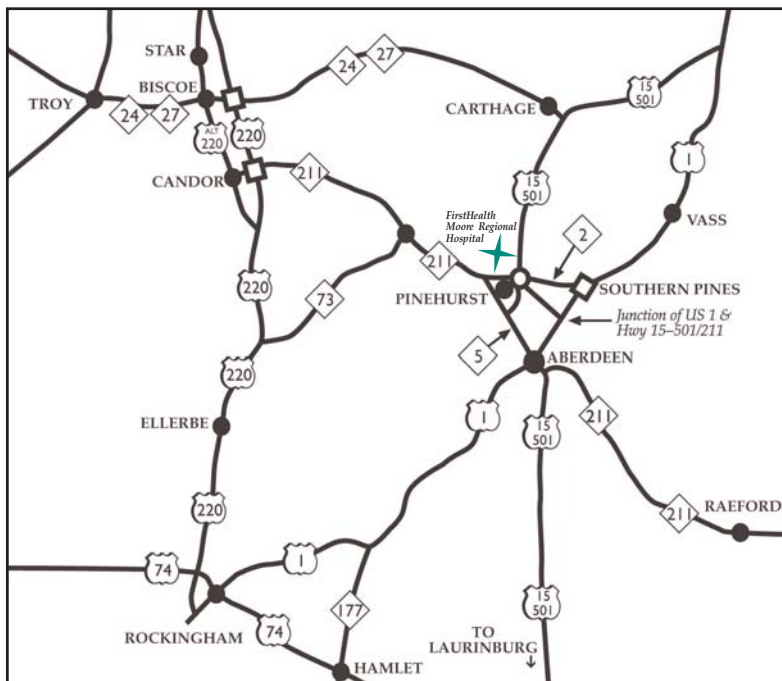 STAR
24
27
BISCOE
15
501
TROY
CARTHAGE
24
27
ALT
220
220
1
CANDOR
211
15
501
FirstHealth
Moore Regional
Hospital
2
VASS
211
PINEHURST
SOUTHERN PINES
220
73
Junction of US 1 &
Hwy 15–501/211
5
ABERDEEN
220
1
211
ELLERBE
15
501
220
211
RAEFORD
74
1
177
15
501
ROCKINGHAM
74
TO
LAURINBURG
HAMLET